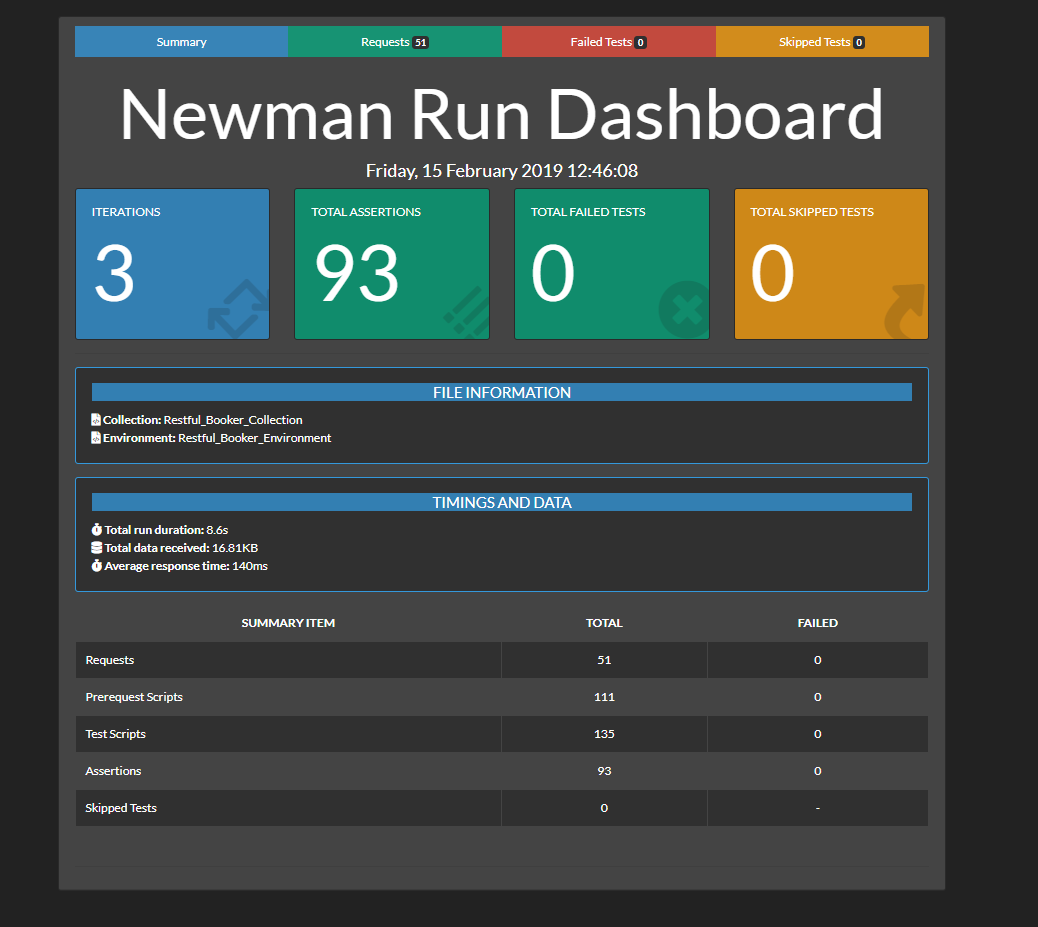 Summary Requests 51 Failed Tests 0 Skipped Tests 0
Newman Run Dashboard
Friday, 15 February 2019 12:46:08
ITERATIONS TOTAL ASSERTIONS TOTAL FAILED TESTS TOTAL SKIPPED TESTS
3 93 0 0
FILE INFORMATION
Collection: Restful_Booker_Collection
Environment: Restful_Booker_Environment
TIMINGS AND DATA
Total run duration: 8.6s
Total data received: 16.81KB
Average response time: 140ms
SUMMARY ITEM TOTAL FAILED
Requests 51 0
Prerequest Scripts 111 0
Test Scripts 135 0
Assertions 93 0
Skipped Tests 0 -